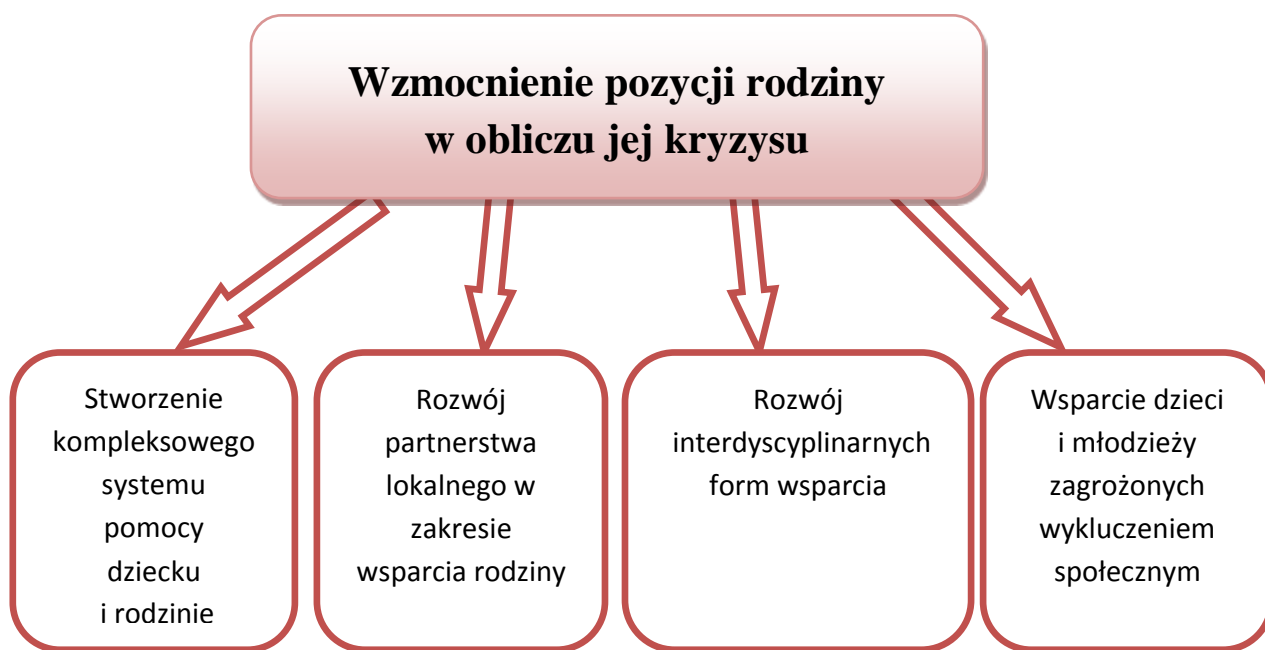 Wzmocnienie pozycji rodziny
w obliczu jej kryzysu
Stworzenie
kompleksowego
systemu
pomocy
dziecku
i rodzinie
Rozwój
partnerstwa
lokalnego w
zakresie
wsparcia rodziny
Rozwój
interdyscyplinarnych
form wsparcia
Wsparcie dzieci
i młodzieży
zagrożonych
wykluczeniem
społecznym